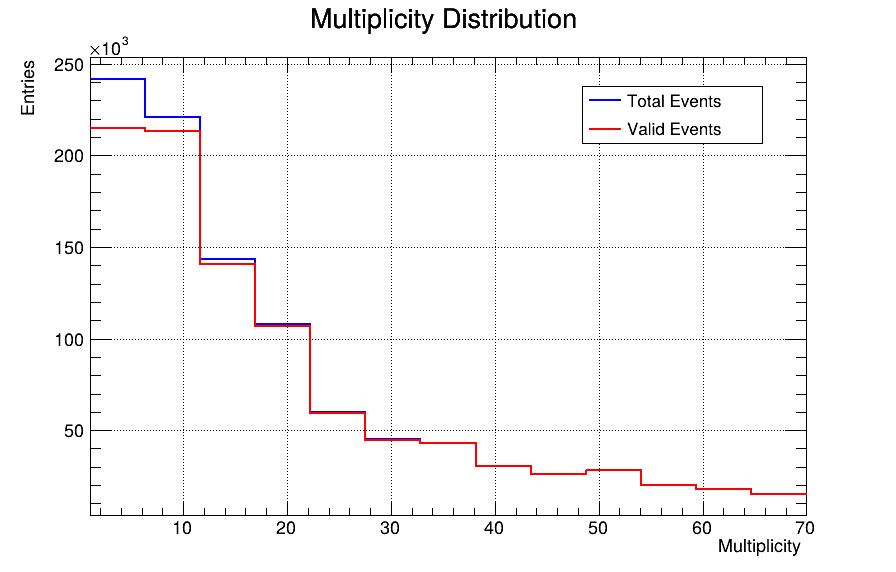 Multiplicity Distribution
×10³
Entries
250
200
150
100
50
Total Events
Valid Events
10 20 30 40 50 60 70
Multiplicity